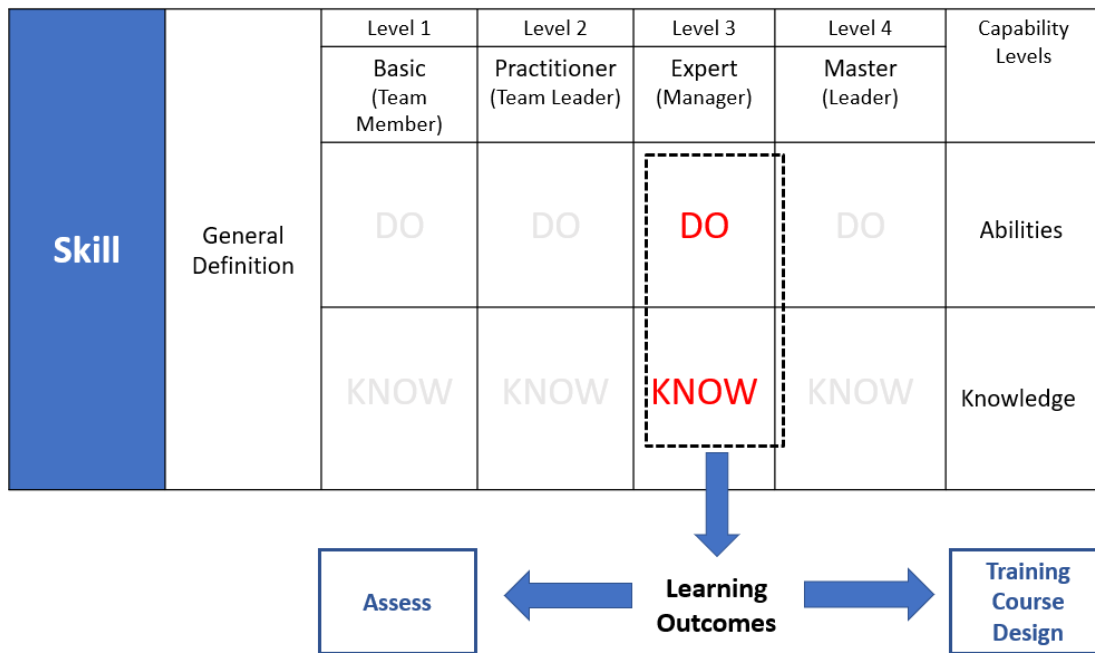 Level 1
Level 2
Level 3
Level 4
Capability
Levels
Basic
(Team
Member)
Practitioner
(Team Leader)
Expert
(Manager)
Master
(Leader)
Skill
General
Definition
DO
DO
DO
DO
Abilities
KNOW
KNOW
KNOW
KNOW
Knowledge
Assess
Learning
Outcomes
Training
Course
Design